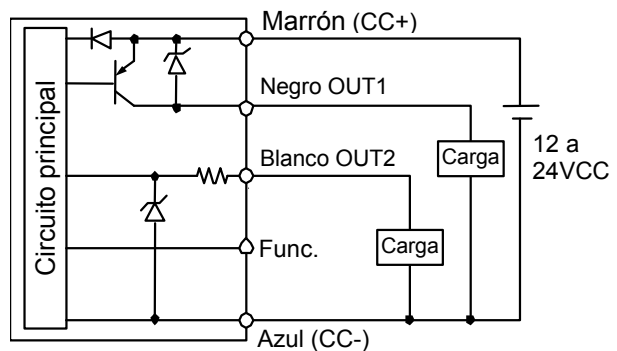 Marrón (CC+)
Negro OUT1
Blanco OUT2
Func.
Azul (CC-)
Circuito principal
Carga
Carga
12 a
24VCC